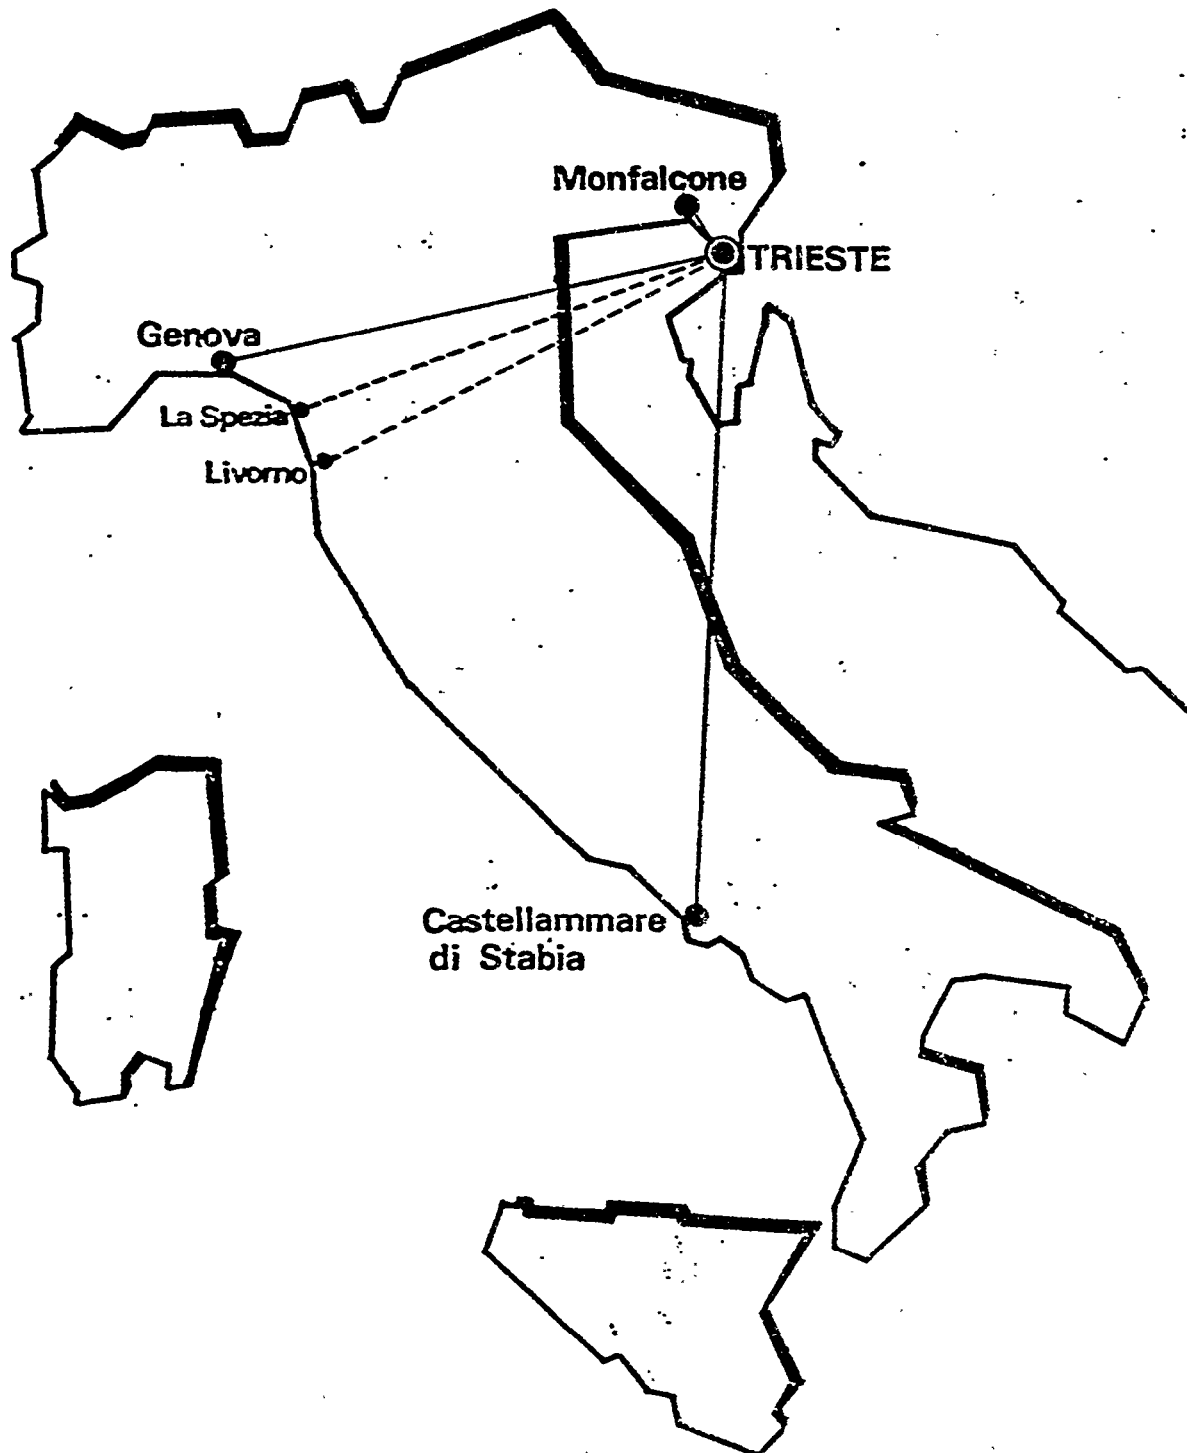 Monfalcone
TRIESTE
Genova
La Spezia
Livorno
Castellammare
di Stabia